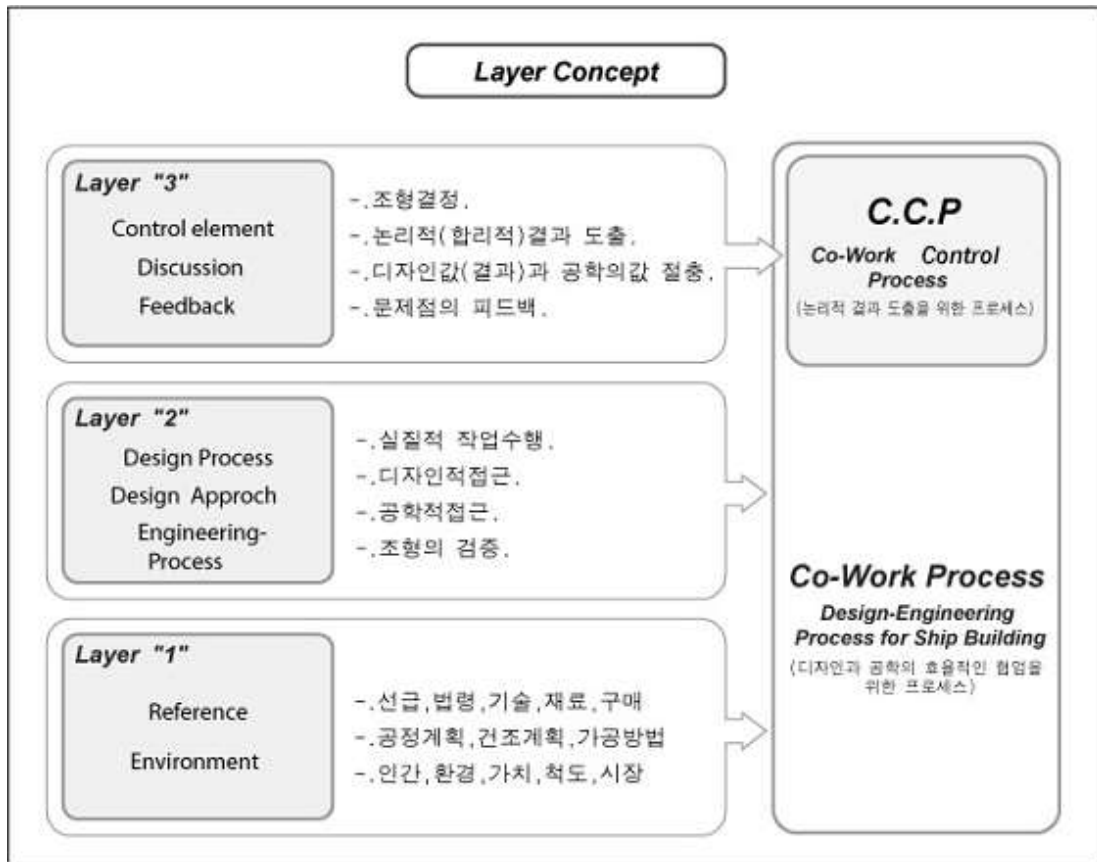 Layer Concept
Layer "3"
Control element
Discussion
Feedback
-.조형결정.
-.논리적(합리적)결과 도출.
-.디자인값(결과)과 공학의값 절충.
-.문제점의 피드백.
C.C.P
Co-Work Control
Process
(논리적 결과 도출을 위한 프로세스)
Layer "2"
Design Process
Design Approch
Engineering-
Process
-.실질적 작업수행.
-.디자인적접근.
-.공학적접근.
-.조형의 검증.
Co-Work Process
Design-Engineering
Process for Ship Building
(디자인과 공학의 효율적인 협업을
위한 프로세스)
Layer "1"
Reference
Environment
-.선급,법령,기술,재료,구매
-.공정계획,건조계획,가공방법
-.인간,환경,가치,척도,시장